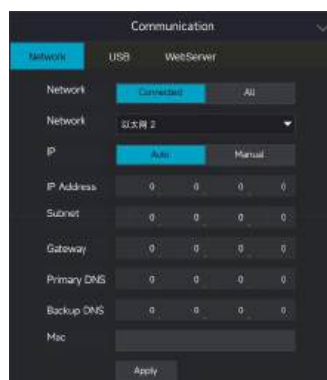 Communication
Network USB WebServer
Network Connected All
Network 以太网 2
IP Auto Manual
IP Address 0 0 0 0
Subnet 0 0 0 0
Gateway 0 0 0 0
Primary DNS 0 0 0 0
Backup DNS 0 0 0 0
Mac
Apply